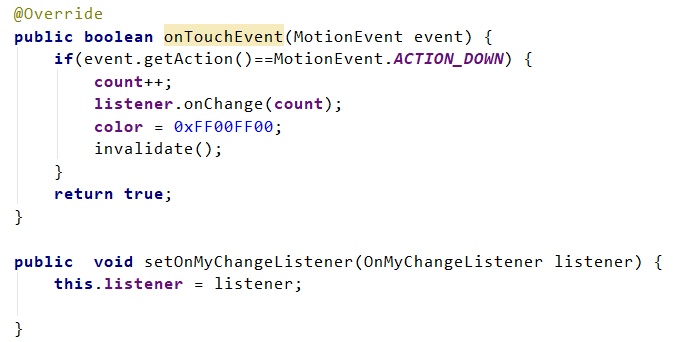 @Override
public boolean onTouchEvent(MotionEvent event) {
    if(event.getAction()==MotionEvent.ACTION_DOWN) {
        count++;
        listener.onChange(count);
        color = 0xFF00FF00;
        invalidate();
    }
    return true;
}

public  void setOnMyChangeListener(OnMyChangeListener listener) {
    this.listener = listener;

}